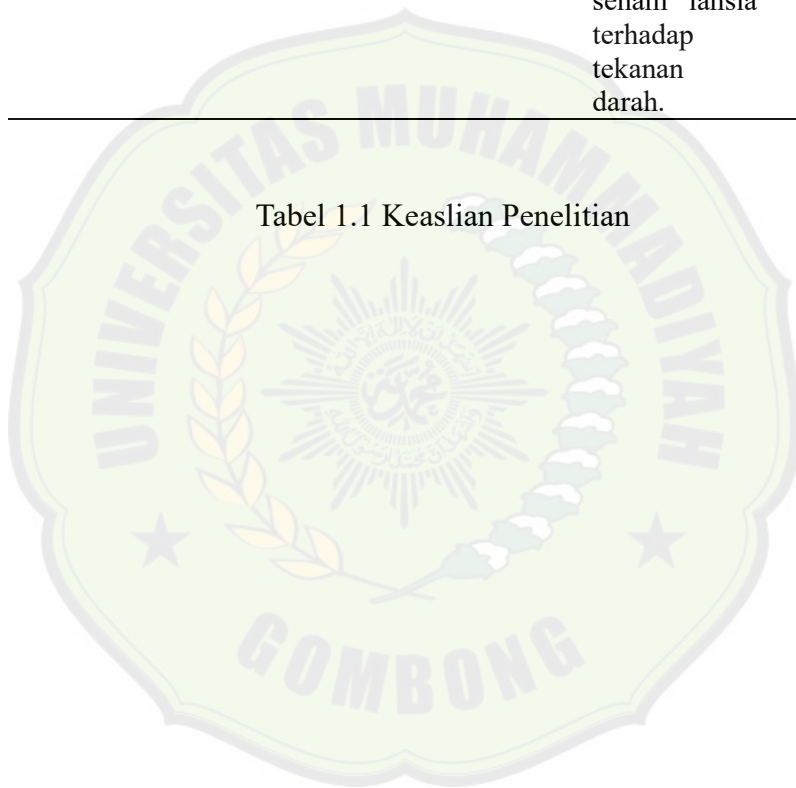 senam lansia
terhadap
tekanan
darah.
Tabel 1.1 Keaslian Penelitian
UNIVERSITAS MUHAMMADIYAH
GOMBONG